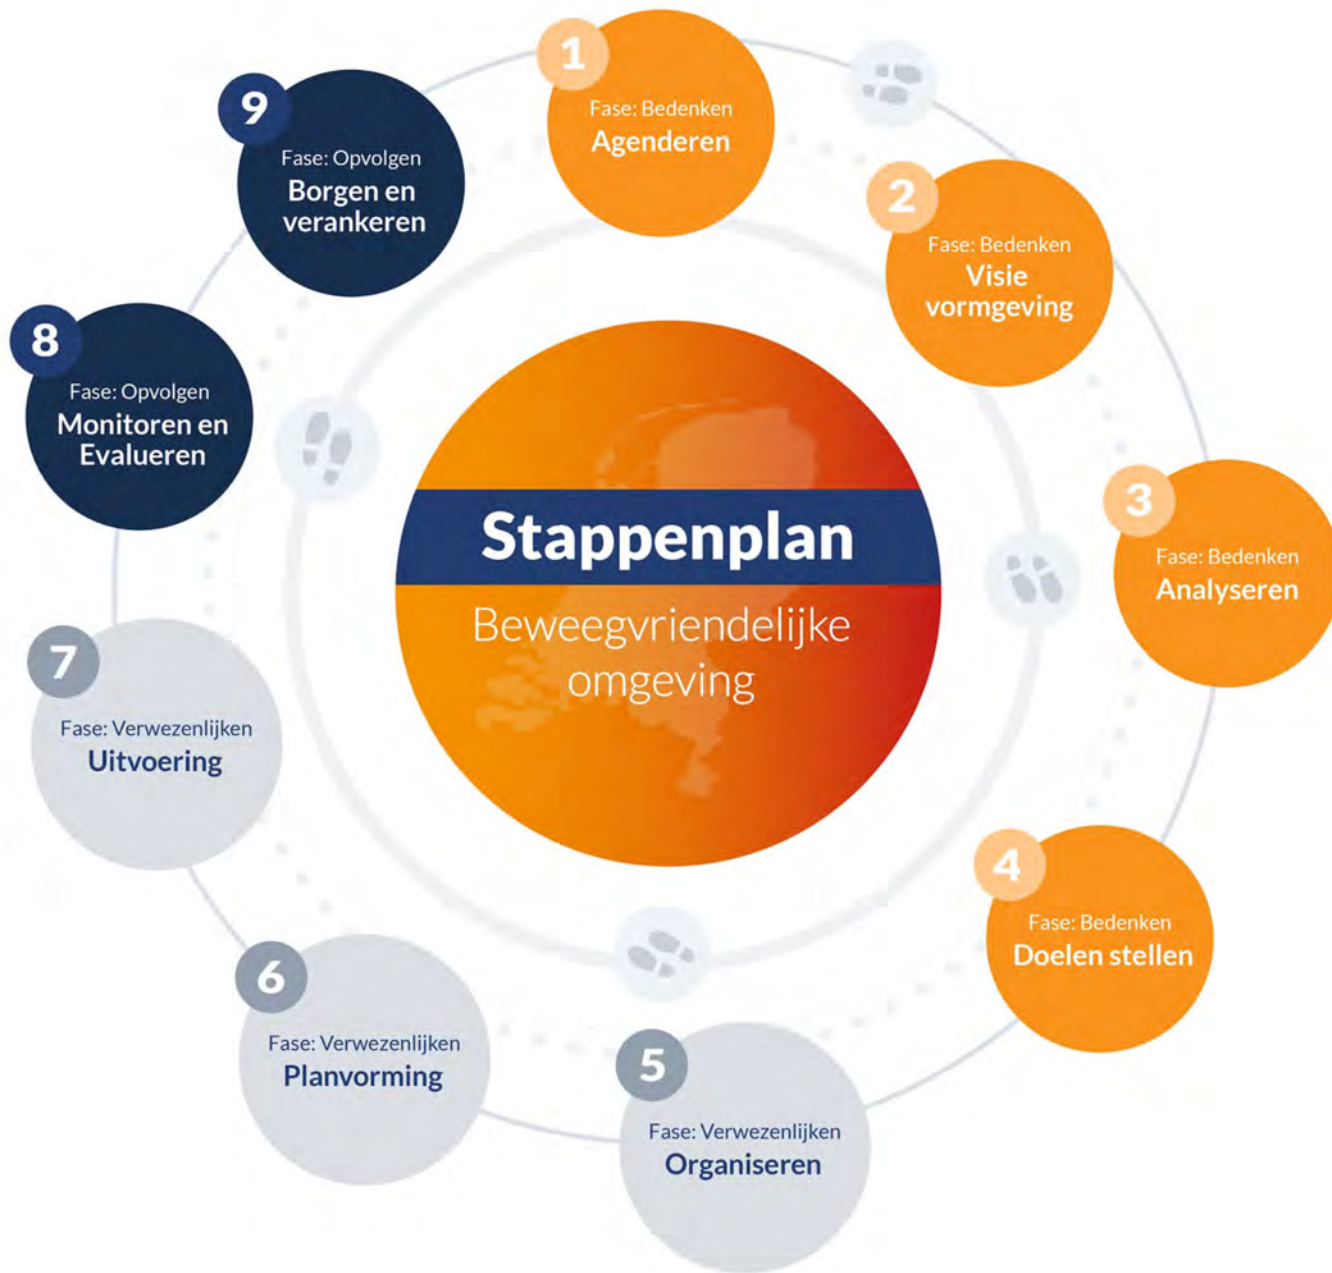 Stappenplan
Beweegvriendelijke
omgeving
1
Fase: Bedenken
Agenderen
2
Fase: Bedenken
Visie
vormgeving
3
Fase: Bedenken
Analyseren
4
Fase: Bedenken
Doelen stellen
5
Fase: Verwezenlijken
Organiseren
6
Fase: Verwezenlijken
Planvorming
7
Fase: Verwezenlijken
Uitvoering
8
Fase: Opvolgen
Monitoren en
Evalueren
9
Fase: Opvolgen
Borgen en
verankeren